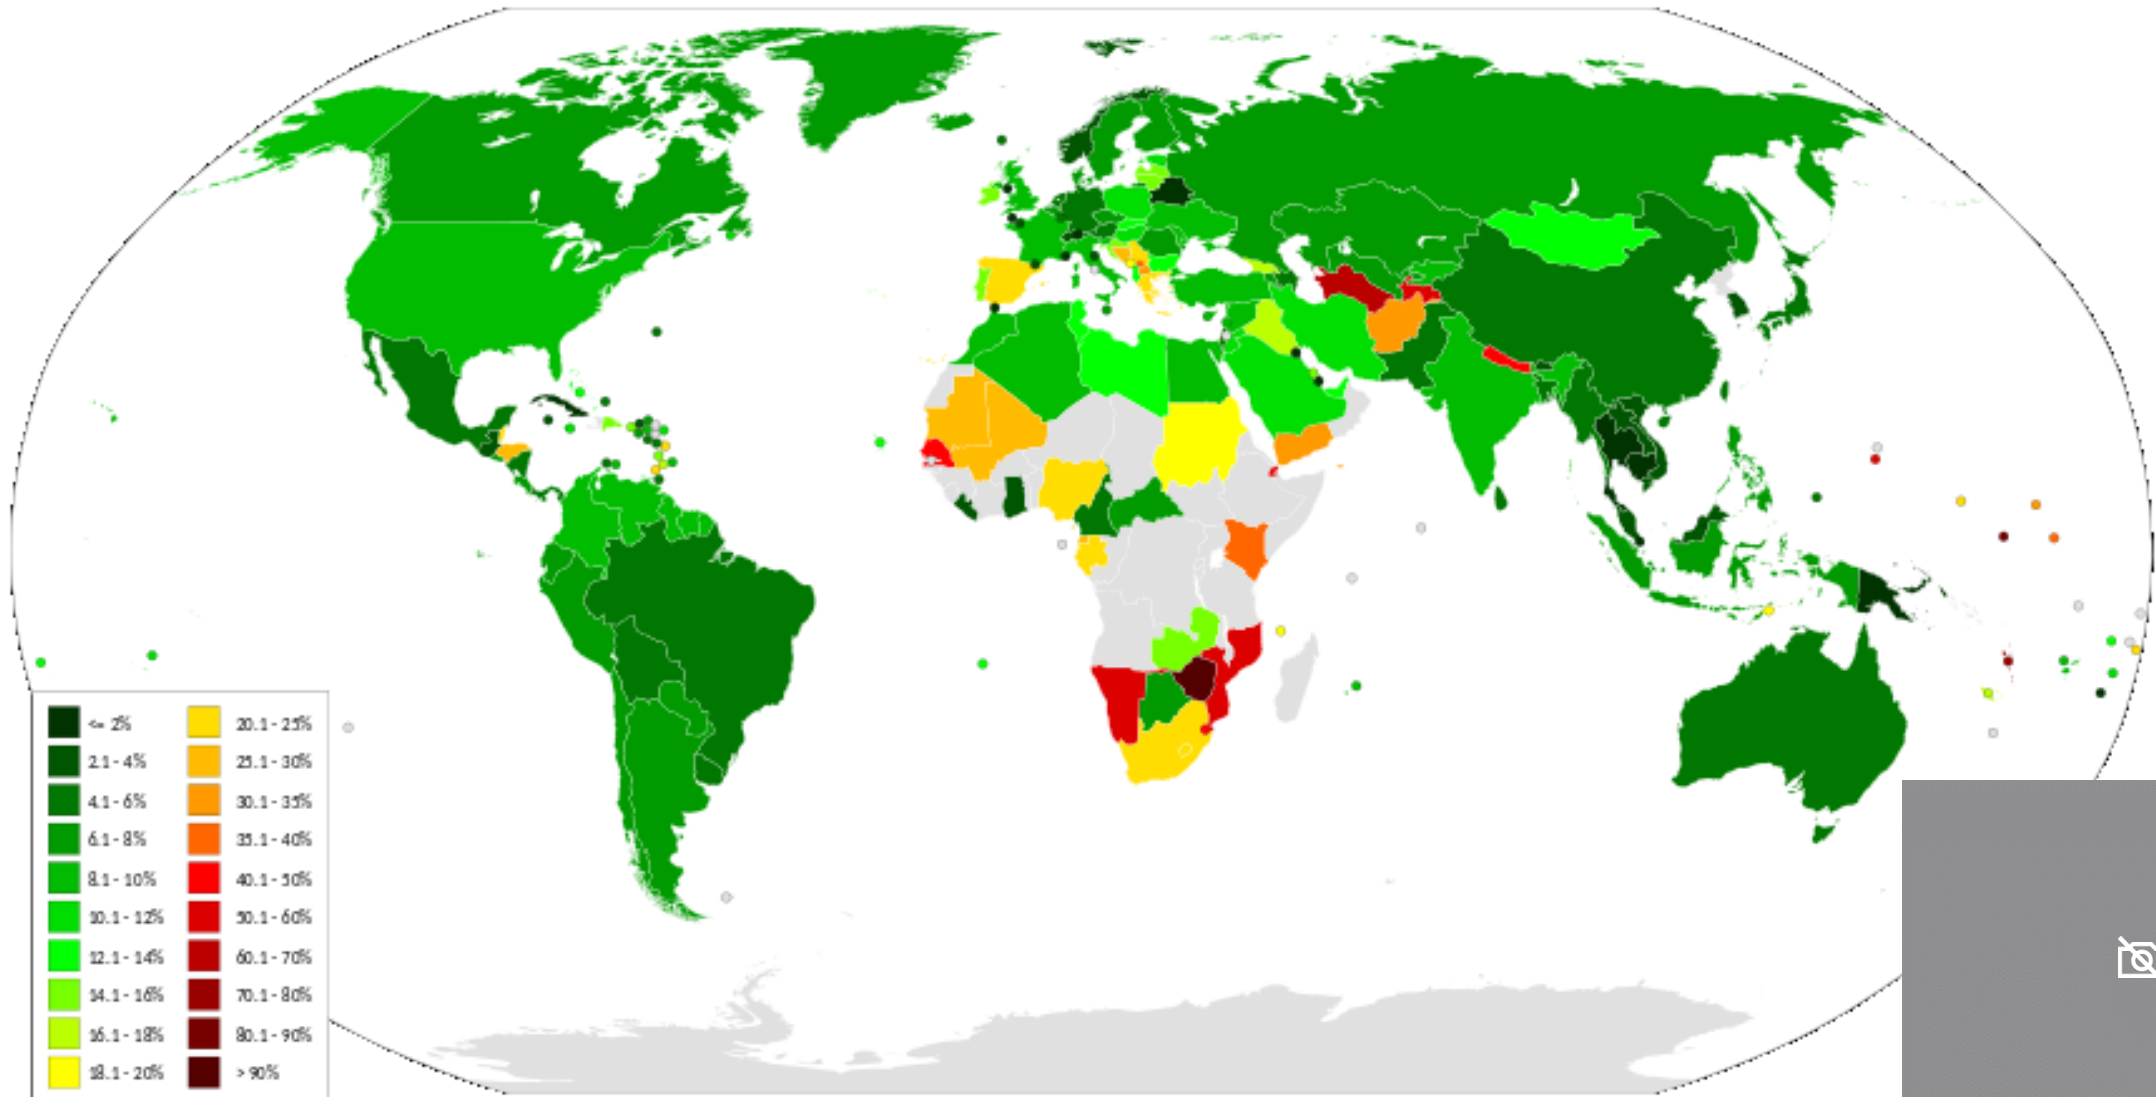 <= 2%
2.1 - 4%
4.1 - 6%
6.1 - 8%
8.1 - 10%
10.1 - 12%
12.1 - 14%
14.1 - 16%
16.1 - 18%
18.1 - 20%
20.1 - 25%
25.1 - 30%
30.1 - 35%
35.1 - 40%
40.1 - 50%
50.1 - 60%
60.1 - 70%
70.1 - 80%
80.1 - 90%
> 90%